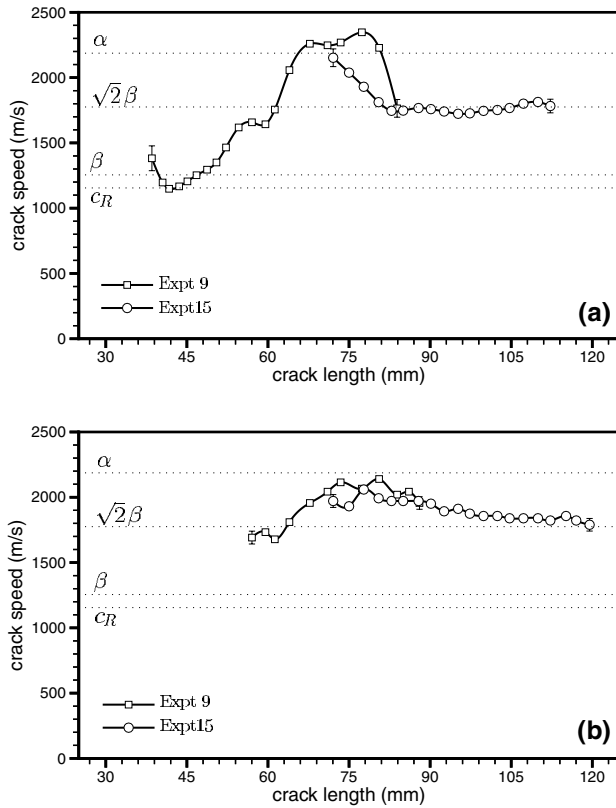 2500
α
2000
√2β
1500
β
1000
c_R
500
0
crack speed (m/s)
Expt 9
Expt15
(a)
30 45 60 75 90 105 120
crack length (mm)
2500
α
2000
√2β
1500
β
1000
c_R
500
0
crack speed (m/s)
Expt 9
Expt15
(b)
30 45 60 75 90 105 120
crack length (mm)